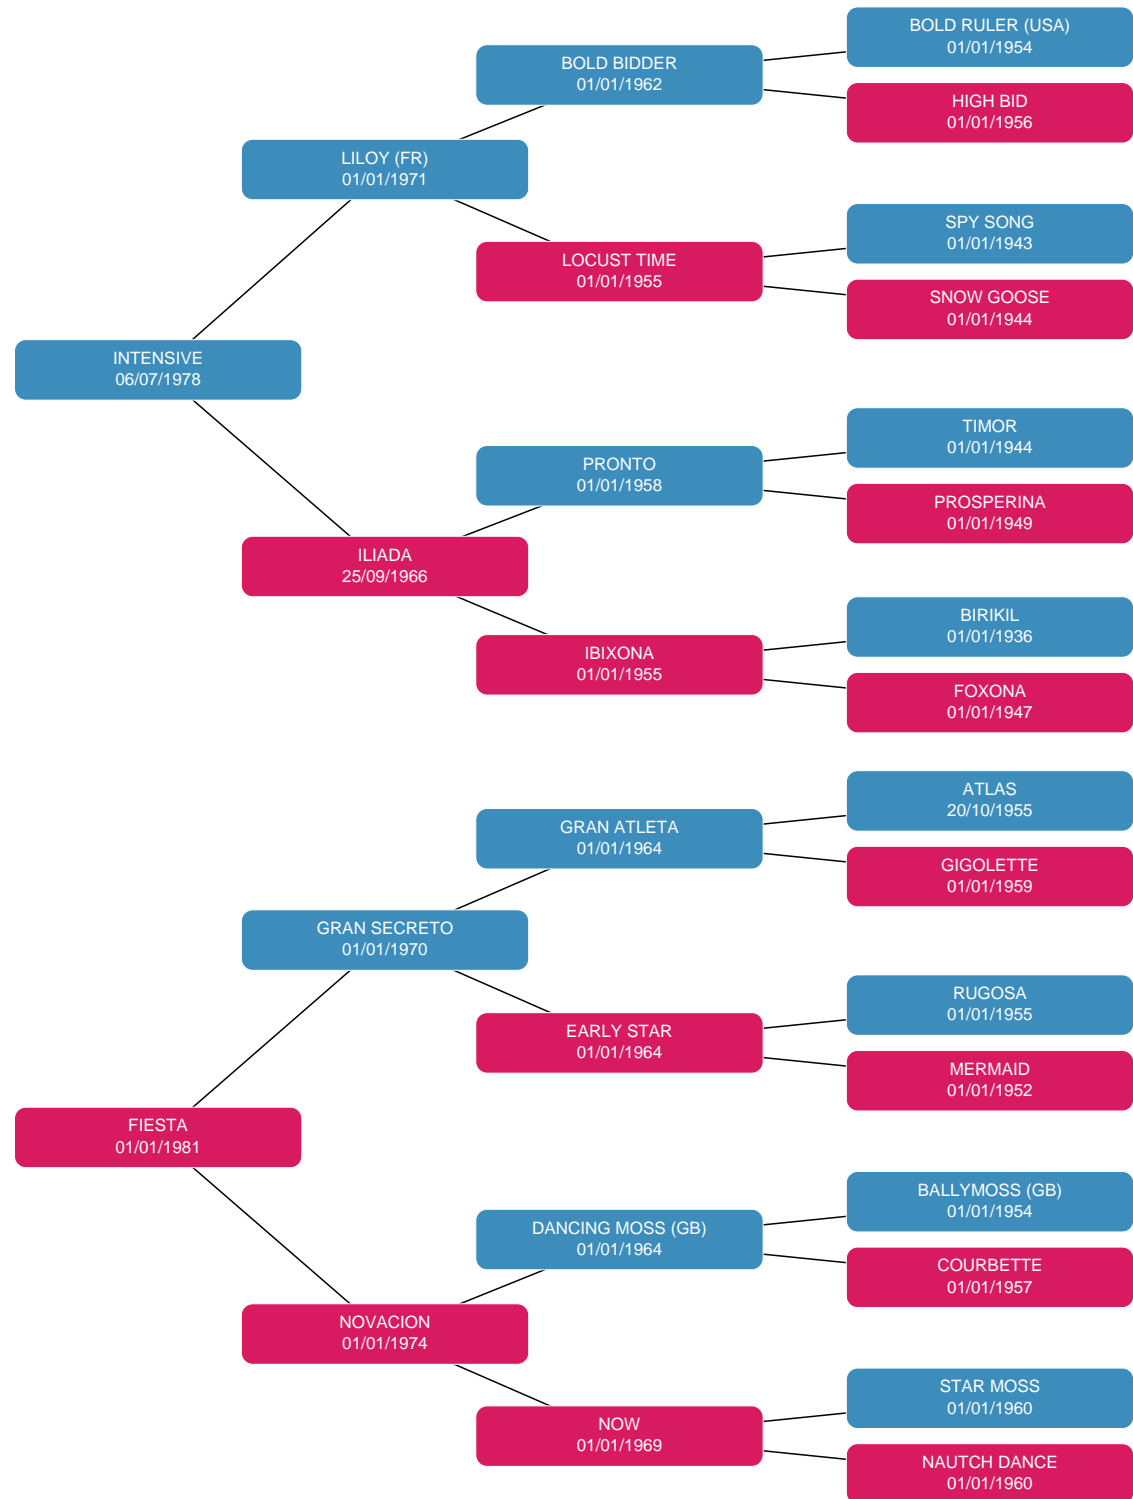 BOLD RULER (USA)
01/01/1954
BOLD BIDDER
01/01/1962
HIGH BID
01/01/1956
LILOY (FR)
01/01/1971
SPY SONG
01/01/1943
LOCUST TIME
01/01/1955
SNOW GOOSE
01/01/1944
INTENSIVE
06/07/1978
TIMOR
01/01/1944
PRONTO
01/01/1958
PROSPERINA
01/01/1949
ILIADA
25/09/1966
BIRIKIL
01/01/1936
IBIXONA
01/01/1955
FOXONA
01/01/1947
ATLAS
20/10/1955
GRAN ATLETA
01/01/1964
GIGOLETTE
01/01/1959
GRAN SECRETO
01/01/1970
RUGOSA
01/01/1955
EARLY STAR
01/01/1964
MERMAID
01/01/1952
FIESTA
01/01/1981
BALLYMOSS (GB)
01/01/1954
DANCING MOSS (GB)
01/01/1964
COURBETTE
01/01/1957
NOVACION
01/01/1974
STAR MOSS
01/01/1960
NOW
01/01/1969
NAUTCH DANCE
01/01/1960